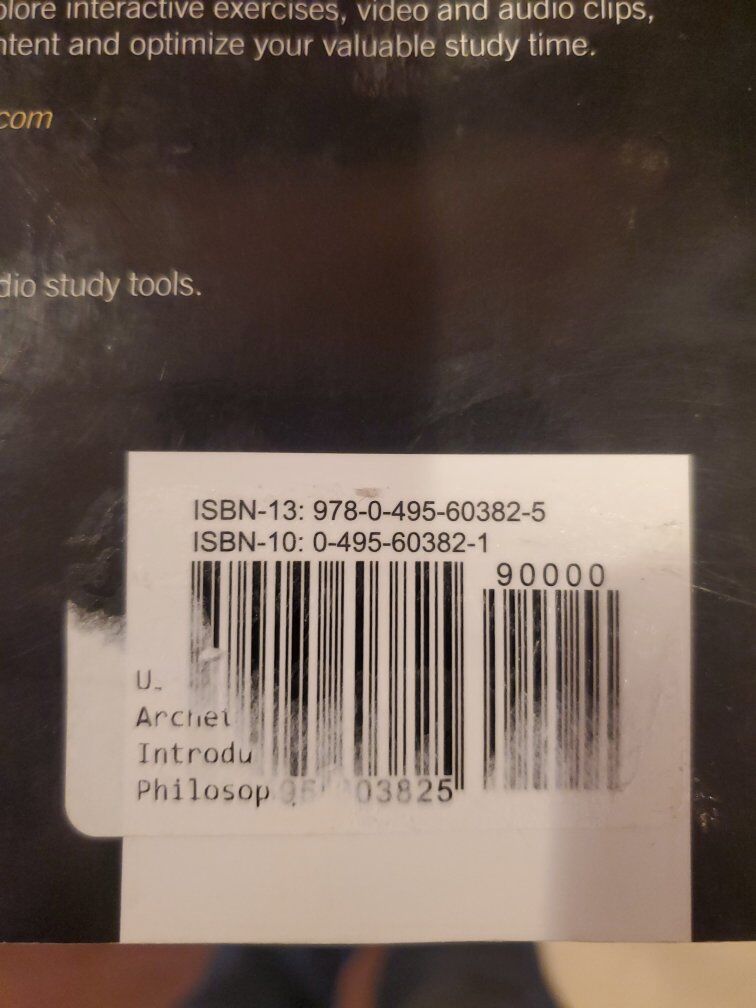 plore interactive exercises, video and audio clips,
ntent and optimize your valuable study time.
com
dio study tools.
ISBN-13: 978-0-495-60382-5
ISBN-10: 0-495-60382-1
90000
Archet
Introdu
Philosop
03825